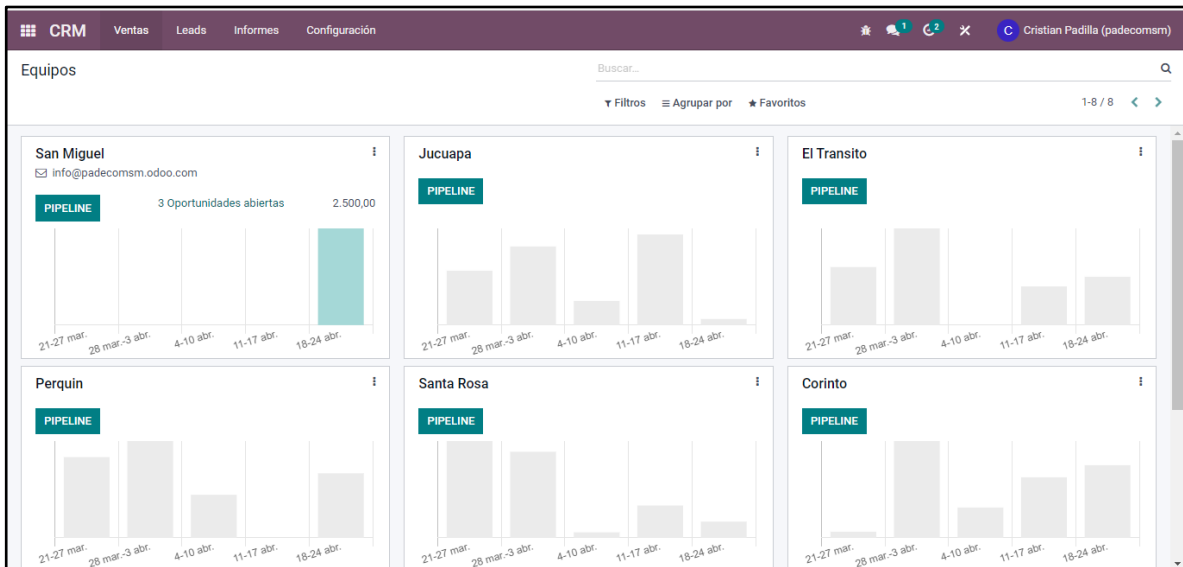 CRM Ventas Leads Informes Configuración 1 2 C Cristian Padilla (padecomsm)
Equipos Buscar...
Filtros Agrupar por Favoritos 1-8 / 8
San Miguel
info@padecomsm.odoo.com
PIPELINE 3 Oportunidades abiertas 2.500,00
21-27 mar. 28 mar.-3 abr. 4-10 abr. 11-17 abr. 18-24 abr.
Jucuapa
PIPELINE
21-27 mar. 28 mar.-3 abr. 4-10 abr. 11-17 abr. 18-24 abr.
El Transito
PIPELINE
21-27 mar. 28 mar.-3 abr. 4-10 abr. 11-17 abr. 18-24 abr.
Perquin
PIPELINE
21-27 mar. 28 mar.-3 abr. 4-10 abr. 11-17 abr. 18-24 abr.
Santa Rosa
PIPELINE
21-27 mar. 28 mar.-3 abr. 4-10 abr. 11-17 abr. 18-24 abr.
Corinto
PIPELINE
21-27 mar. 28 mar.-3 abr. 4-10 abr. 11-17 abr. 18-24 abr.